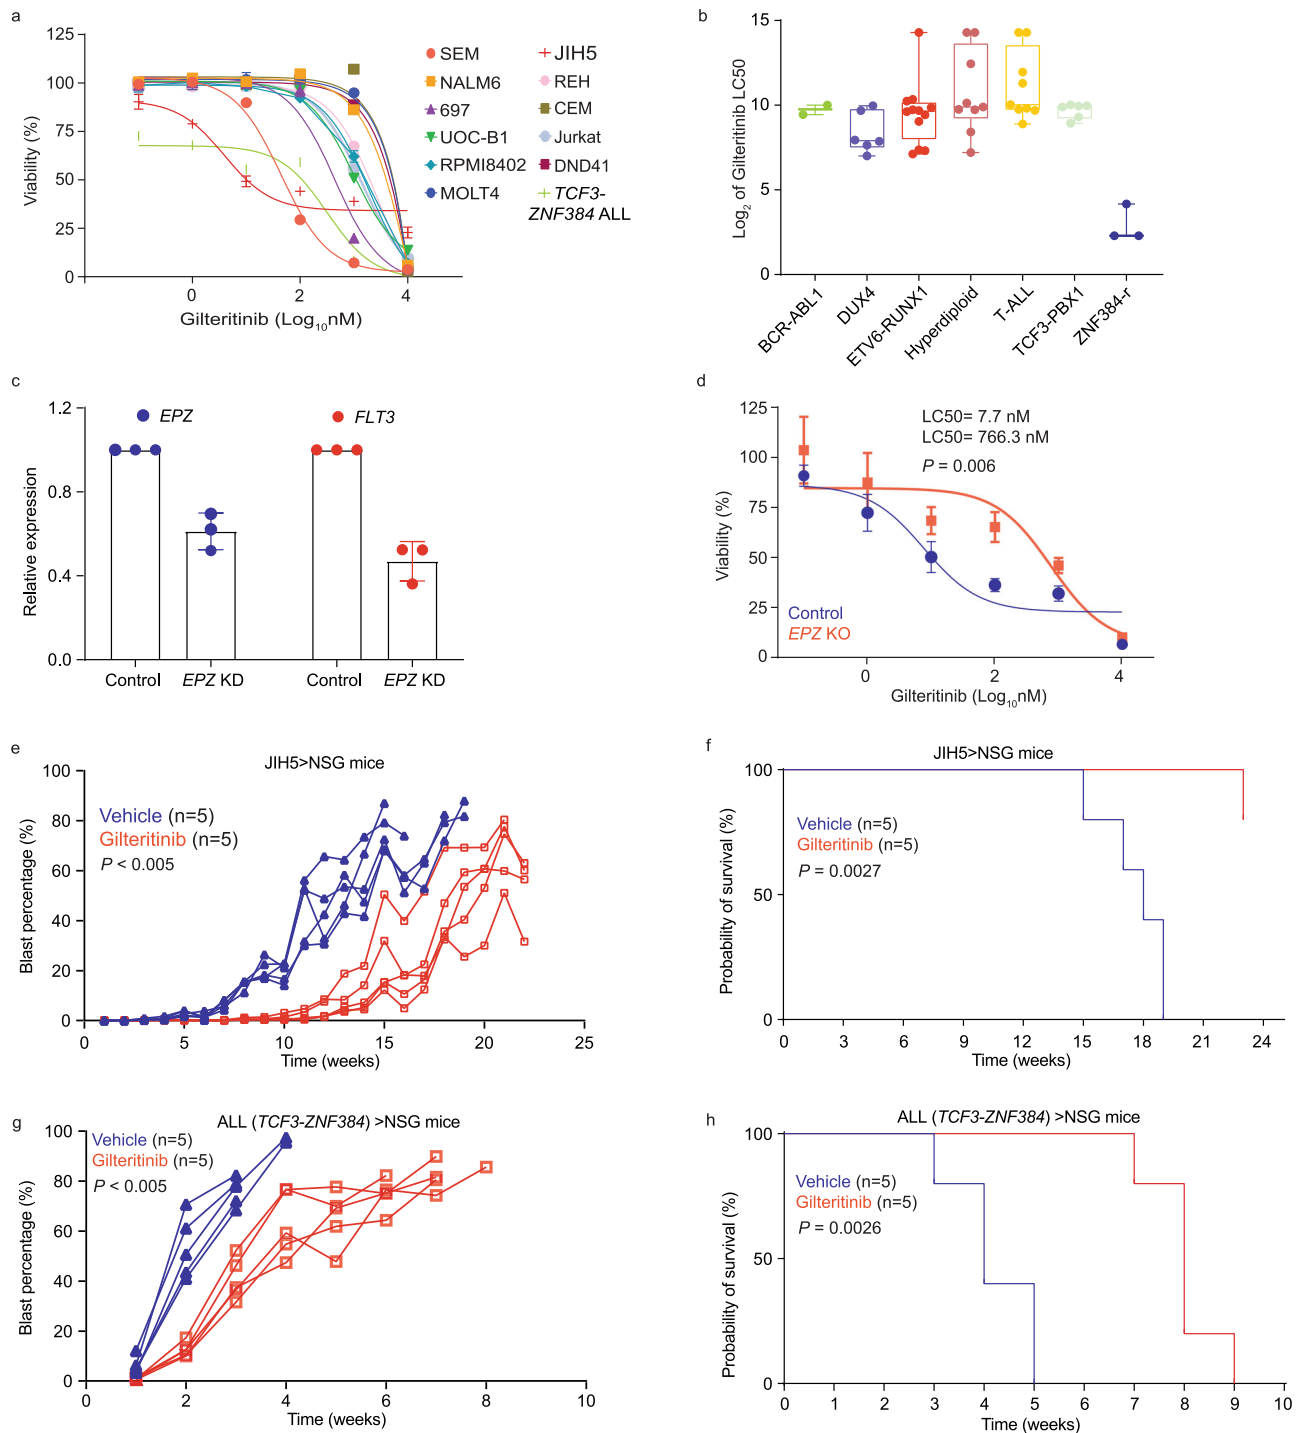 a
125
100
75
50
25
0
Viability (%)
0
2
4
Gilteritinib (Log10nM)
SEM
NALM6
697
UOC-B1
RPMI8402
MOLT4
JIH5
REH
CEM
Jurkat
DND41
TCF3-
ZNF384 ALL
b
15
10
5
0
Log2 of Gilteritinib LC50
BCR-ABL1
DUX4
ETV6-RUNX1
Hyperdiploid
T-ALL
TCF3-PBX1
ZNF384-r
c
1.2
0.8
0.4
0.0
Relative expression
EPZ
FLT3
Control
EPZ KD
Control
EPZ KD
d
125
100
75
50
25
0
Viability (%)
LC50= 7.7 nM
LC50= 766.3 nM
P = 0.006
Control
EPZ KO
0
2
4
Gilteritinib (Log10nM)
e
JIH5>NSG mice
100
80
60
40
20
0
Blast percentage (%)
Vehicle (n=5)
Gilteritinib (n=5)
P < 0.005
0
5
10
15
20
25
Time (weeks)
f
JIH5>NSG mice
100
50
0
Probability of survival (%)
Vehicle (n=5)
Gilteritinib (n=5)
P = 0.0027
0
3
6
9
12
15
18
21
24
Time (weeks)
g
ALL (TCF3-ZNF384) >NSG mice
100
80
60
40
20
0
Blast percentage (%)
Vehicle (n=5)
Gilteritinib (n=5)
P < 0.005
0
2
4
6
8
10
Time (weeks)
h
ALL (TCF3-ZNF384) >NSG mice
100
50
0
Probability of survival (%)
Vehicle (n=5)
Gilteritinib (n=5)
P = 0.0026
0
1
2
3
4
5
6
7
8
9
10
Time (weeks)